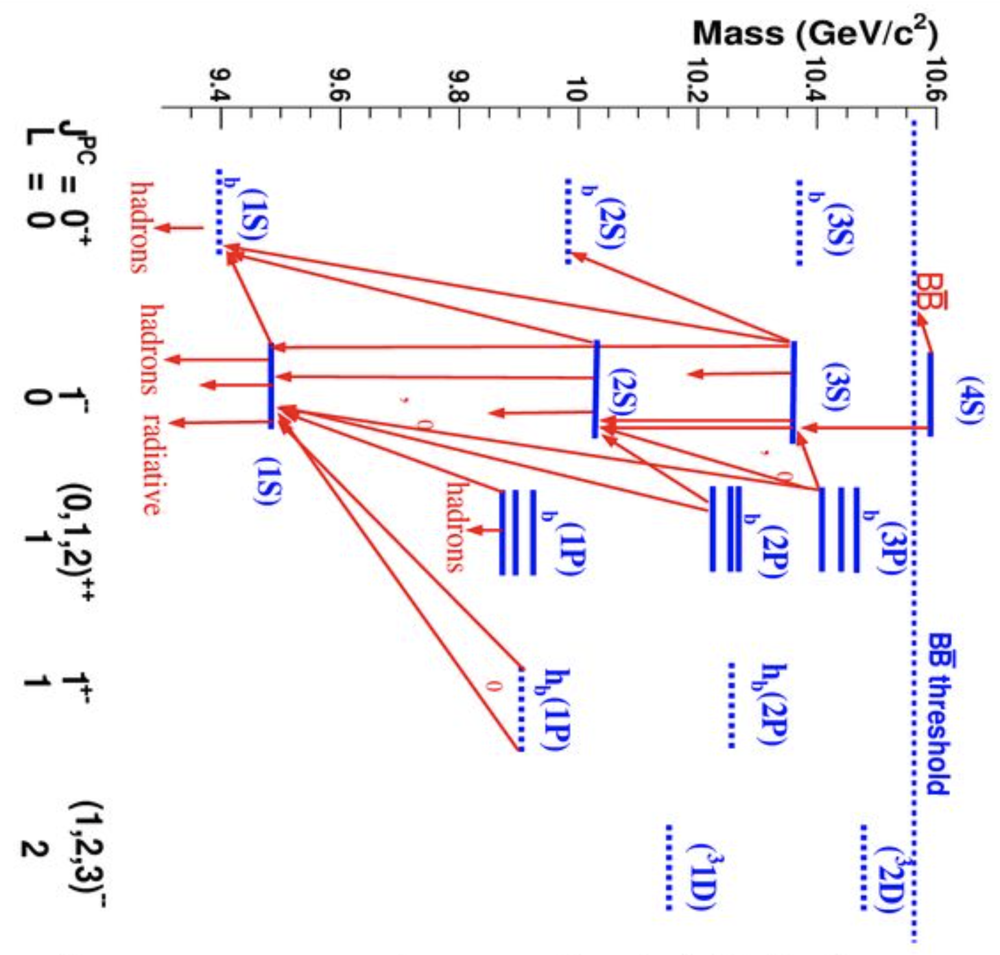 Mass (GeV/c²)
10.6
10.4
10.2
10
9.8
9.6
9.4
BB̅ threshold
BB̅
(4S)
(3S)
(2S)
(1S)
b(3S)
b(2S)
b(1S)
b(3P)
b(2P)
b(1P)
hb(2P)
hb(1P)
(³2D)
(³1D)
, 0
, 0
0
hadrons
hadrons
hadrons
radiative
Jᴾᶜ = 0⁻⁺ 1⁻⁻ (0,1,2)⁺⁺ 1⁺⁻ (1,2,3)⁻⁻
L = 0 0 1 1 2